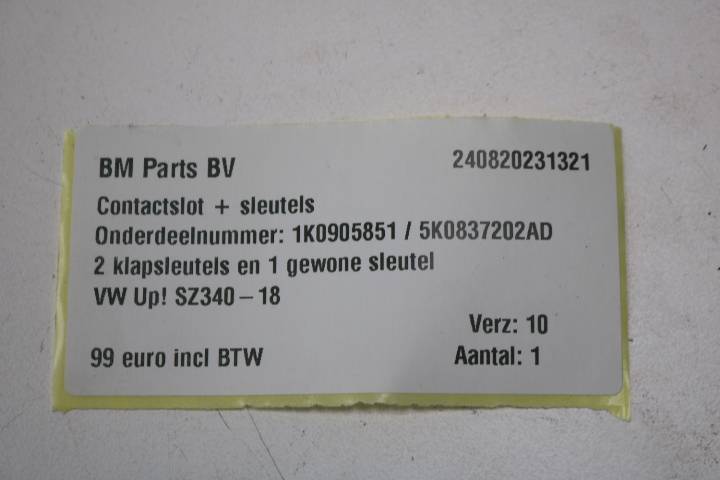 BM Parts BV 240820231321
Contactslot + sleutels
Onderdeelnummer: 1K0905851 / 5K0837202AD
2 klapsleutels en 1 gewone sleutel
VW Up! SZ340 – 18
Verz: 10
99 euro incl BTW Aantal: 1